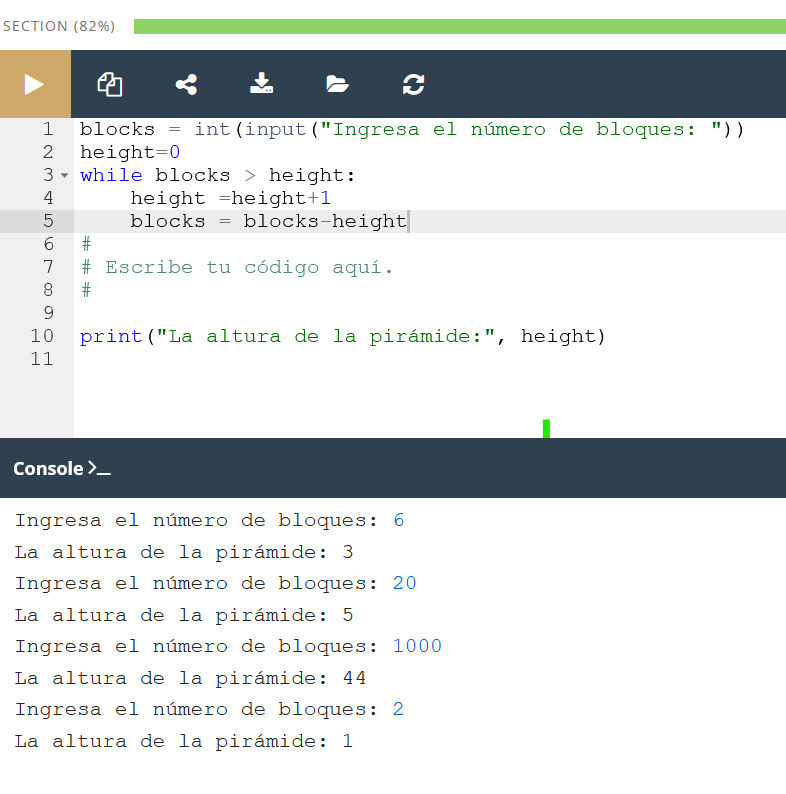 SECTION (82%)
1 blocks = int(input("Ingresa el número de bloques: "))
2 height=0
3 while blocks > height:
4     height =height+1
5     blocks = blocks-height
6 #
7 # Escribe tu código aquí.
8 #
9
10 print("La altura de la pirámide:", height)
11
Console >_
Ingresa el número de bloques: 6
La altura de la pirámide: 3
Ingresa el número de bloques: 20
La altura de la pirámide: 5
Ingresa el número de bloques: 1000
La altura de la pirámide: 44
Ingresa el número de bloques: 2
La altura de la pirámide: 1